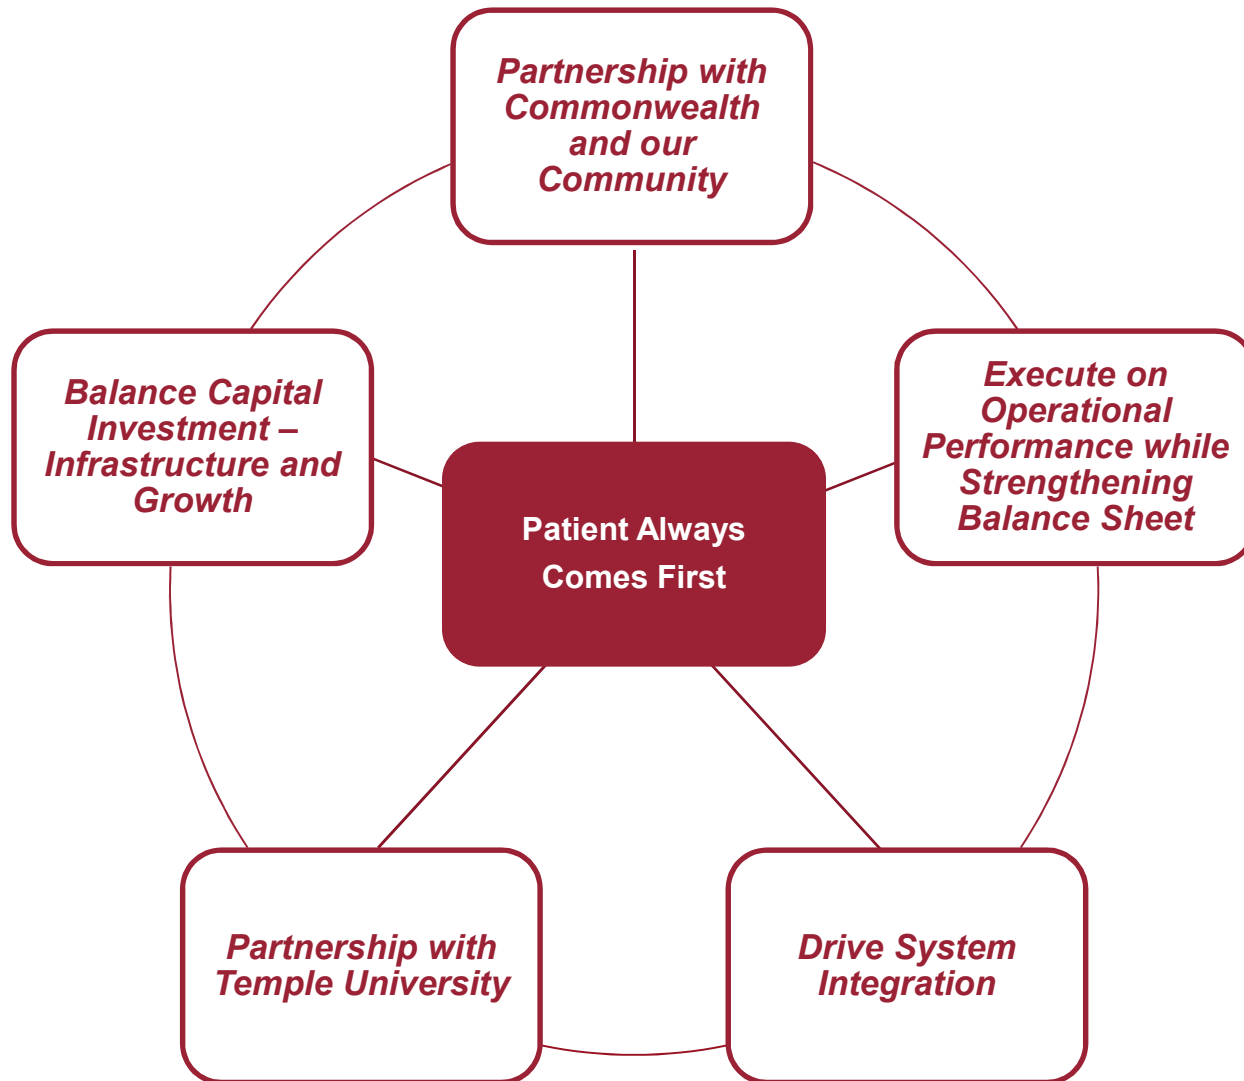 Partnership with
Commonwealth
and our
Community
Balance Capital
Investment –
Infrastructure and
Growth
Execute on
Operational
Performance while
Strengthening
Balance Sheet
Patient Always
Comes First
Partnership with
Temple University
Drive System
Integration